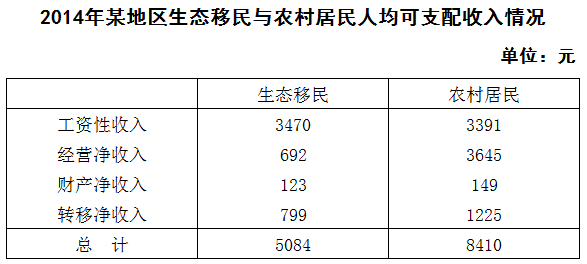 2014年某地区生态移民与农村居民人均可支配收入情况
单位：元
生态移民 农村居民
工资性收入 3470 3391
经营净收入 692 3645
财产净收入 123 149
转移净收入 799 1225
总 计 5084 8410